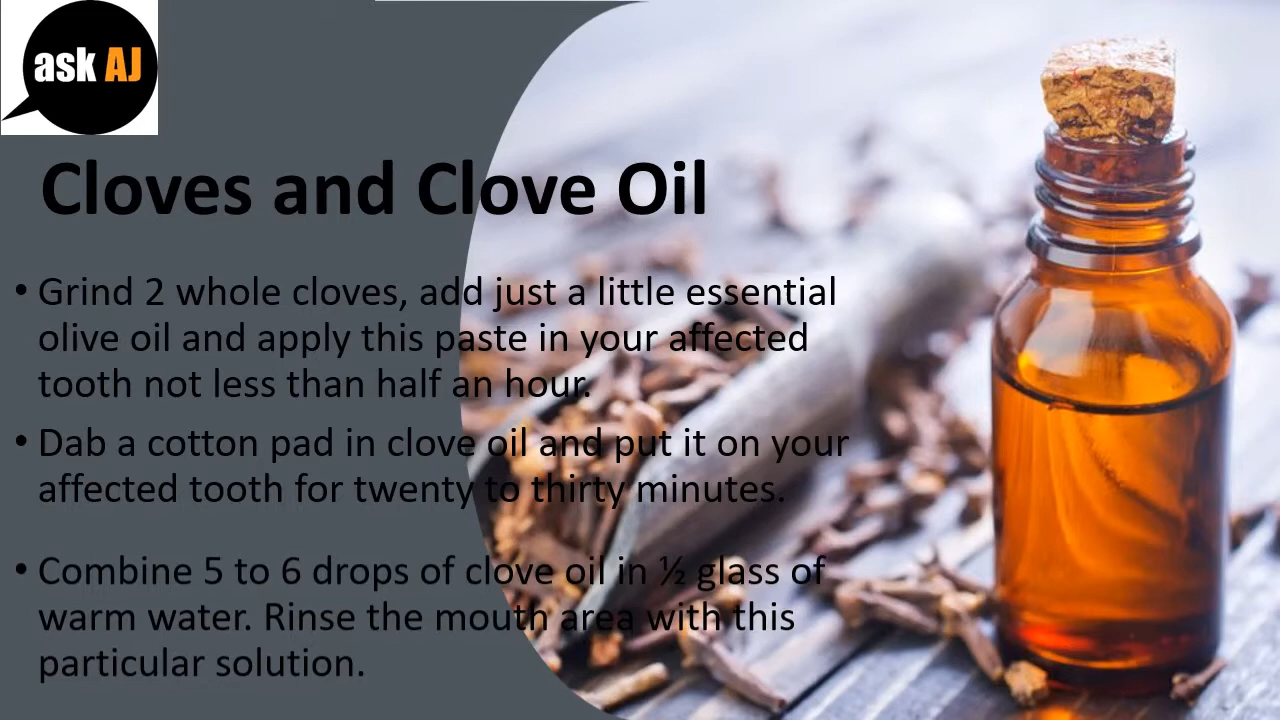 ask AJ
Cloves and Clove Oil
• Grind 2 whole cloves, add just a little essential
olive oil and apply this paste in your affected
tooth not less than half an hour.
• Dab a cotton pad in clove oil and put it on your
affected tooth for twenty to thirty minutes.
• Combine 5 to 6 drops of clove oil in ½ glass of
warm water. Rinse the mouth area with this
particular solution.